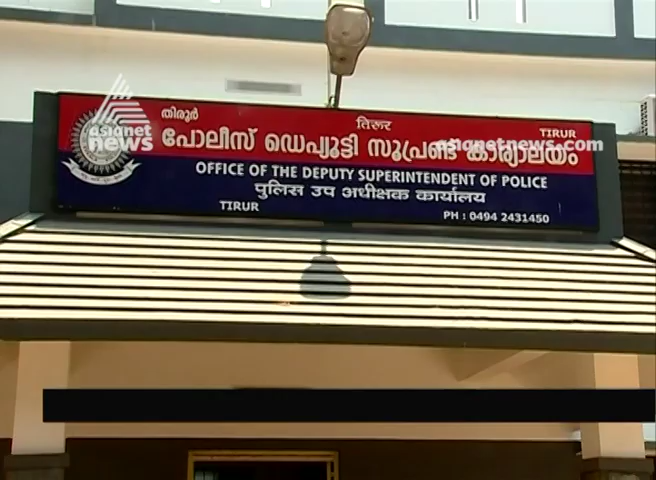 തിരൂർ तिरूर TIRUR
പോലീസ് ഡെപ്യൂട്ടി സൂപ്രണ്ട് കാര്യാലയം
OFFICE OF THE DEPUTY SUPERINTENDENT OF POLICE
पुलिस उप अधीक्षक कार्यालय
TIRUR PH : 0494 2431450
asianet
news
asianetnews.com